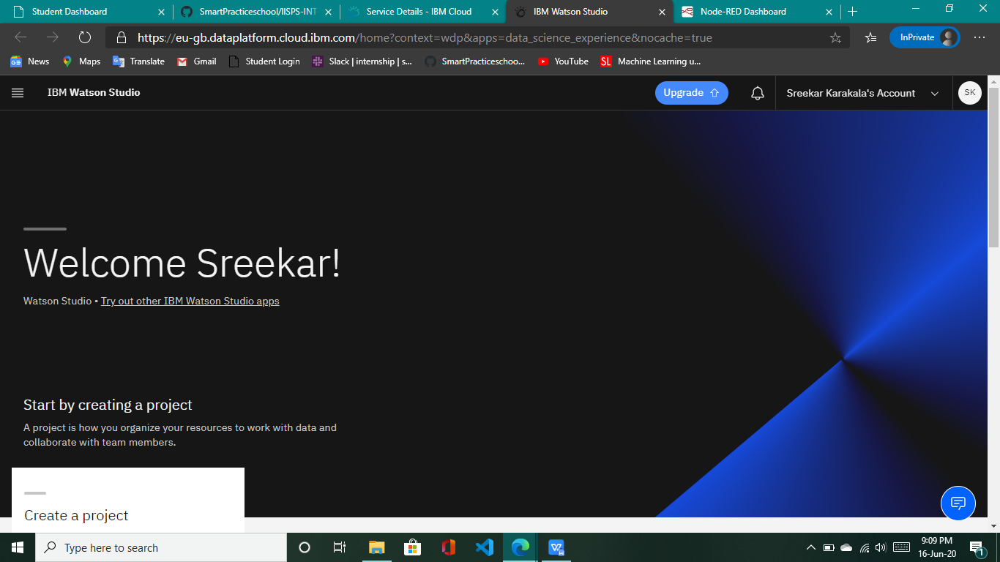 Student Dashboard
SmartPracticeschool/IISPS-INT
Service Details - IBM Cloud
IBM Watson Studio
Node-RED Dashboard
https://eu-gb.dataplatform.cloud.ibm.com/home?context=wdp&apps=data_science_experience&nocache=true
InPrivate
News
Maps
Translate
Gmail
Student Login
Slack | internship | s...
SmartPracticeschoo...
YouTube
SL
Machine Learning u...
IBM Watson Studio
Upgrade
Sreekar Karakala's Account
SK
Welcome Sreekar!
Watson Studio • Try out other IBM Watson Studio apps
Start by creating a project
A project is how you organize your resources to work with data and
collaborate with team members.
Create a project
Type here to search
9:09 PM
16-Jun-20
1